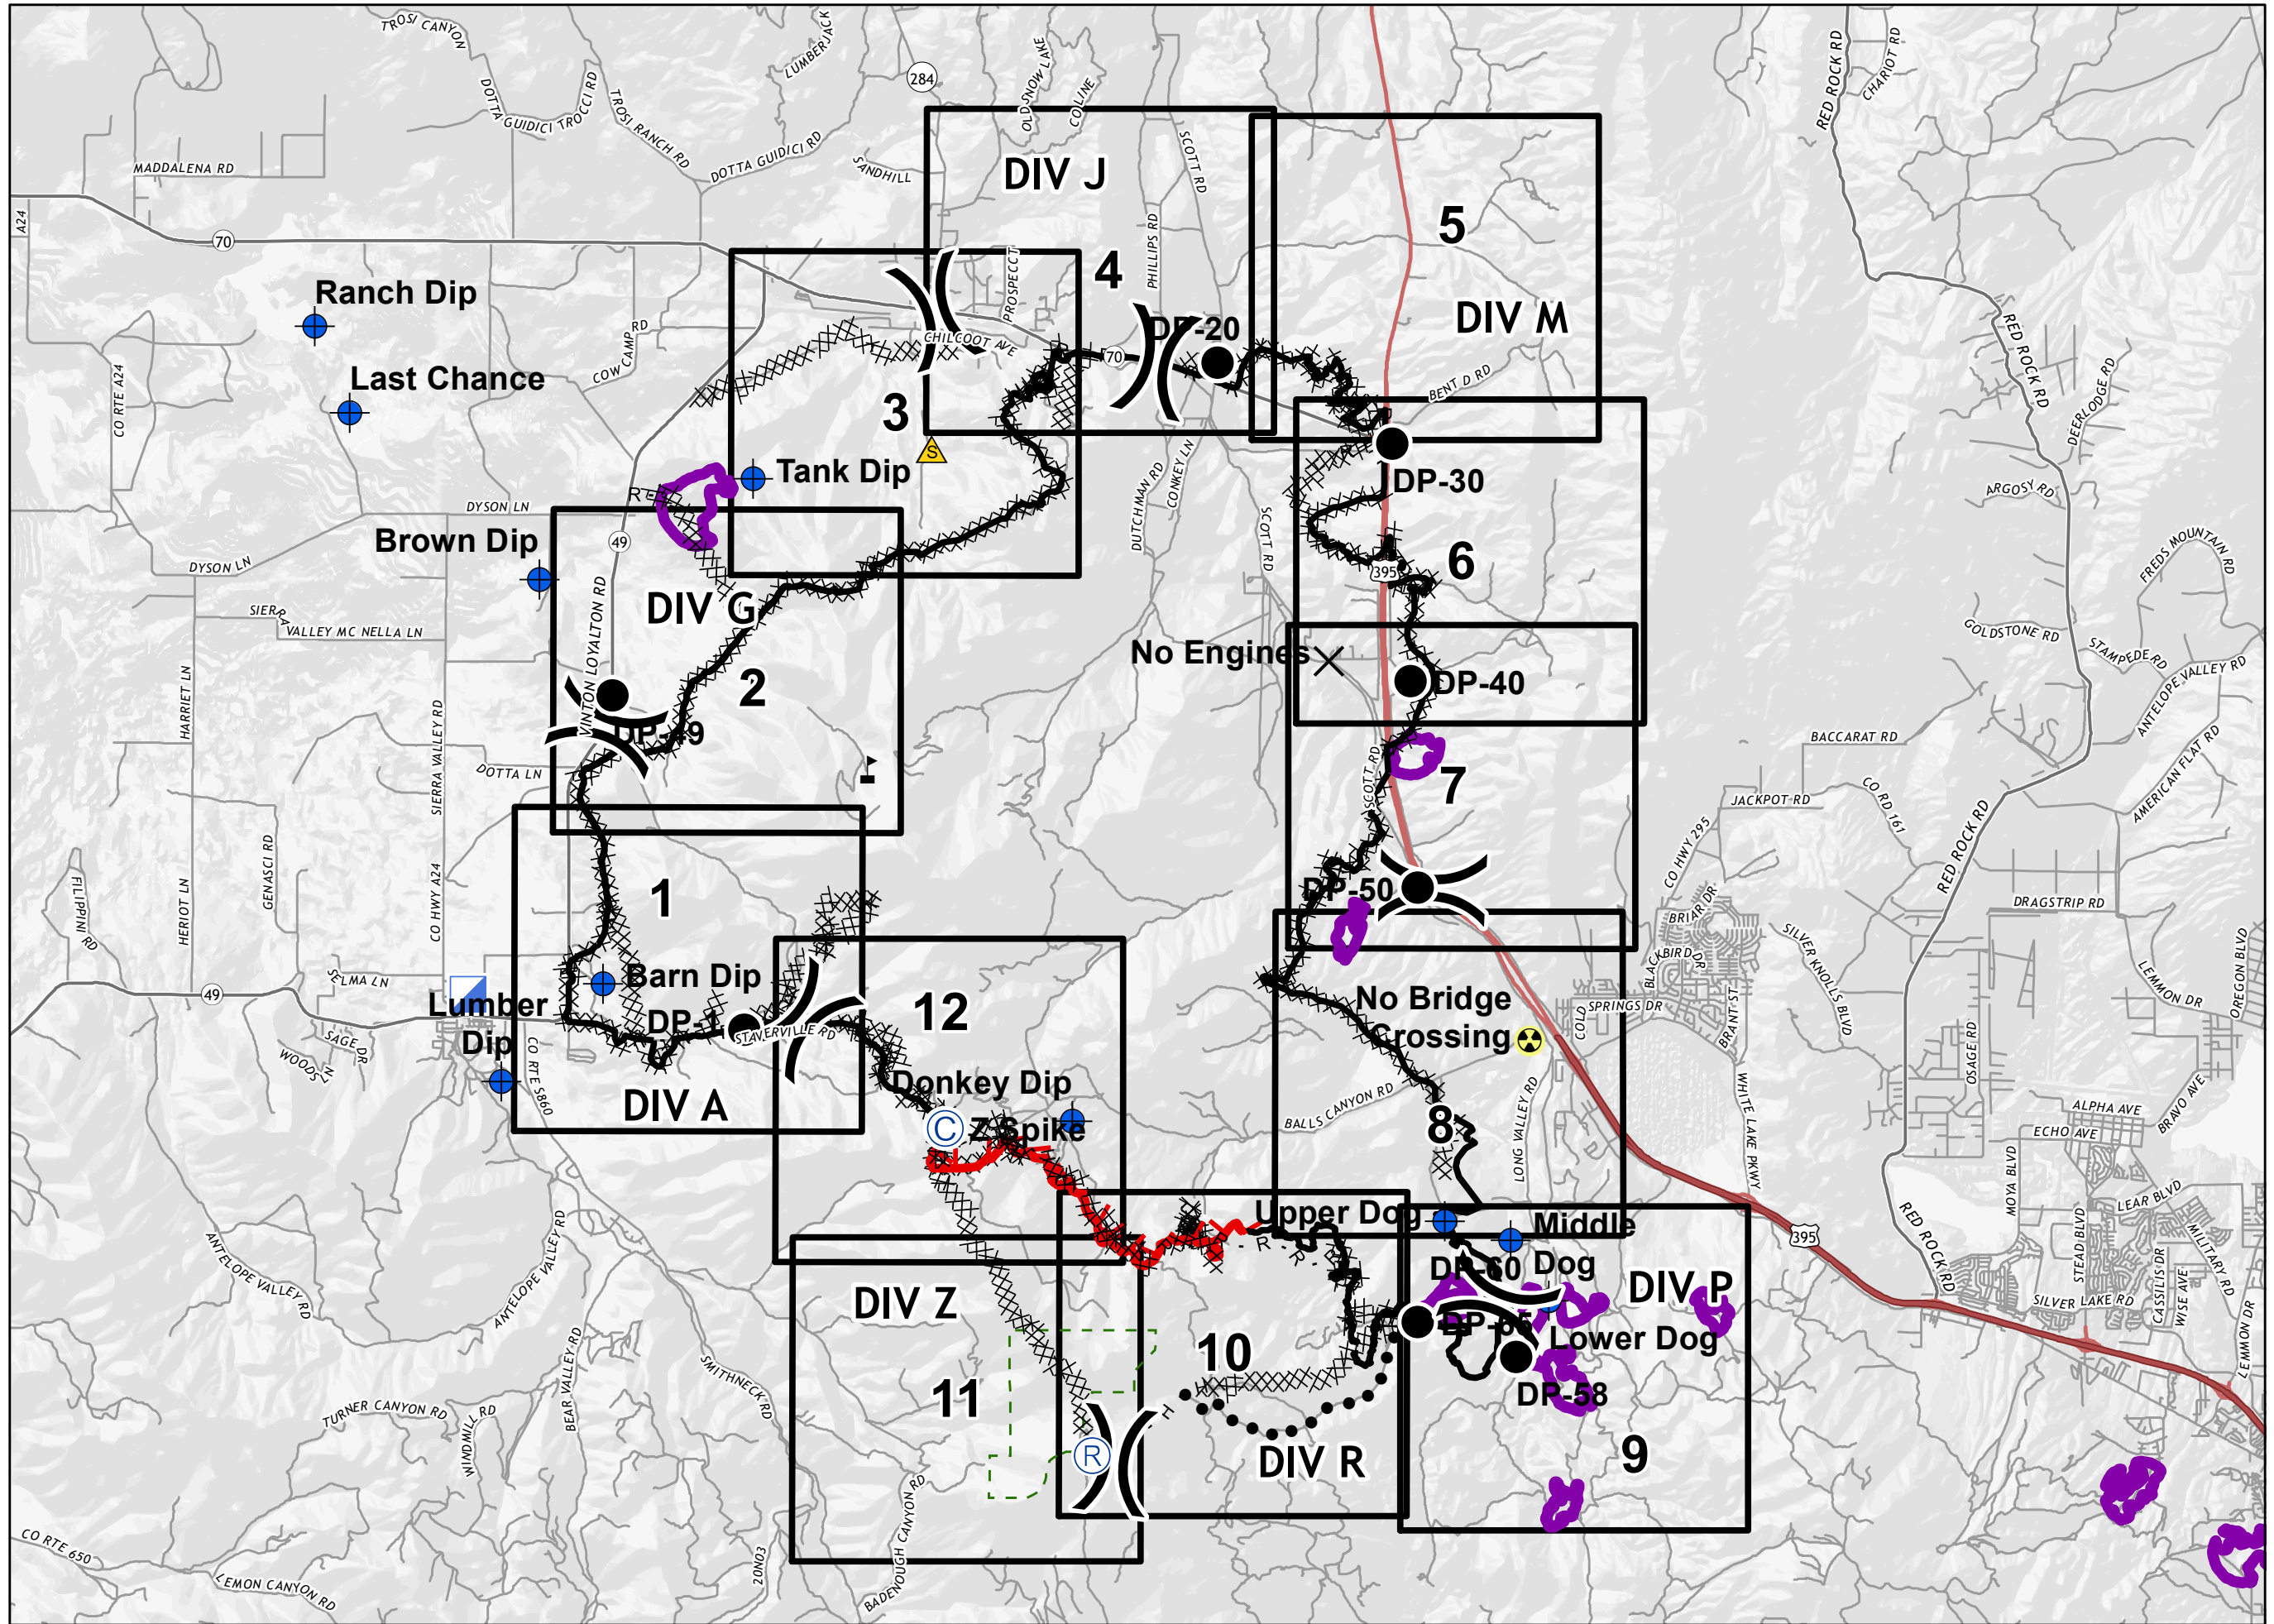 TROSI CANYON
LUMBERJACK
OLD SNOW LAKE
COLINE
RED ROCK RD
CHARIOT RD
284
DOTTA GUIDICI TROCCI RD
TROSI RANCH RD
DOTTA GUIDICI RD
SANDHILL
SCOTT RD
MADDALENA RD
DIV J
A24
70
5
PHILLIPS RD
PROSPECCT
4
Ranch Dip
DIV M
RED ROCK RD
DP-20
COW CAMP RD
CHILCOOT AVE
70
Last Chance
CO RTE A24
BENT D RD
DEERLODGE RD
3
S
Tank Dip
CONKEY LN
DUTCHMAN RD
DP-30
ARGOSY RD
R
DYSON LN
SCOTT RD
49
Brown Dip
395
6
FREDS MOUNTAIN RD
DYSON LN
DIV G
SIERRA
VALLEY MC NELLA LN
VINTON LOYALTON RD
GOLDSTONE RD
STAMPEDE RD
ANTELOPE VALLEY RD
No Engines
DP-40
2
HARRIET LN
SIERRA VALLEY RD
DP-49
BACCARAT RD
AMERICAN FLAT RD
DOTTA LN
SCOTT RD
7
JACKPOT RD
CO RD 161
CO HWY 295
RED ROCK RD
GENASCI RD
CO HWY A24
HERIOT LN
FILIPPINI RD
1
DP-50
BRIAR DR
DRAGSTRIP RD
BLACKBIRD DR
SILVER KNOLLS BLVD
OREGON BLVD
Barn Dip
SELMA LN
49
LEMMON DR
Lumber
Dip
12
No Bridge
Crossing
COLD
SPRINGS DR
BRANT ST
DP-1
STAVERVILLE RD
SAGE DR
WOODS LN
CO RTE S860
OSAGE RD
DIV A
Donkey Dip
C
Z Spike
BALLS CANYON RD
8
LONG VALLEY RD
WHITE LAKE PKWY
ALPHA AVE
BRAVO AVE
ECHO AVE
MOYA BLVD
LEAR BLVD
Upper Dog
Middle
Dog
ANTELOPE VALLEY RD
ANTELOPE VALLEY RD
R
R
395
RED ROCK RD
STEAD BLVD
MILITARY RD
DP-60
DIV P
DIV Z
SILVER LAKE RD
CASSILIS DR
WISE AVE
LEMMON DR
DP-65
Lower Dog
10
BEAR VALLEY RD
SMITHNECK RD
11
DP-58
TURNER CANYON RD
WINDMILL RD
H
R
DIV R
9
BADENOUGH CANYON RD
20N03
CO RTE 650
LEMON CANYON RD